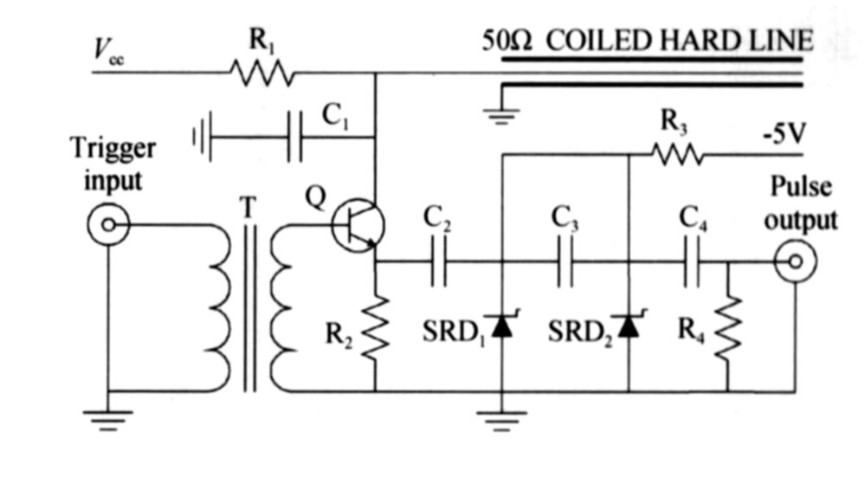 Vcc
R1
50Ω COILED HARD LINE
C1
R3
-5V
Trigger
input
T
Q
C2
C3
C4
Pulse
output
R2
SRD1
SRD2
R4